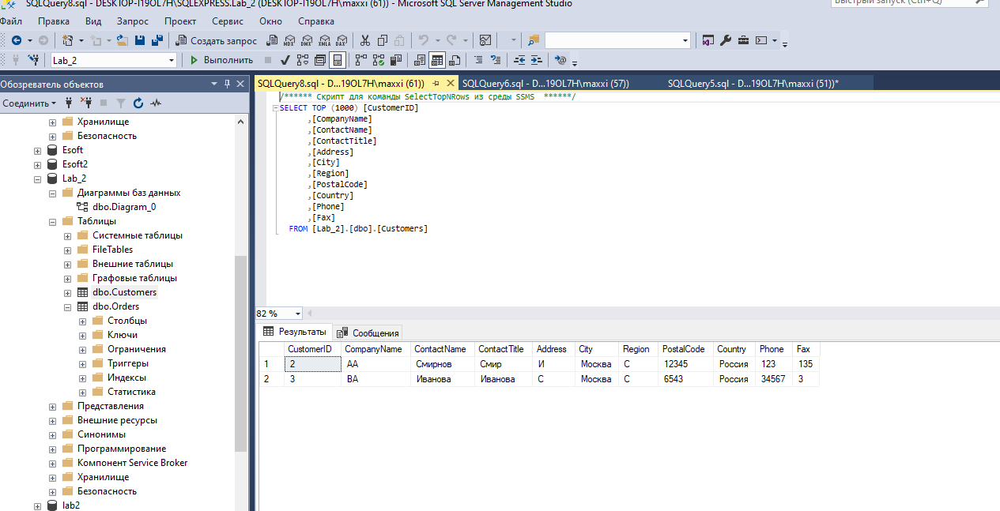 SQLQuery8.sql - DESKTOP-I19OL7H\SQLEXPRESS.Lab_2 (DESKTOP-I19OL7H\maxxi (61)) - Microsoft SQL Server Management Studio
Быстрый запуск (Ctrl+Q)
Файл Правка Вид Запрос Проект Сервис Окно Справка
Создать запрос MDX DMX XMLA DAX
Lab_2 Выполнить
Обозреватель объектов
SQLQuery8.sql - D...19OL7H\maxxi (61)) SQLQuery6.sql - D...19OL7H\maxxi (57)) SQLQuery5.sql - D...19OL7H\maxxi (51))*
Соединить
Хранилище
Безопасность
Esoft
Esoft2
Lab_2
Диаграммы баз данных
dbo.Diagram_0
Таблицы
Системные таблицы
FileTables
Внешние таблицы
Графовые таблицы
dbo.Customers
dbo.Orders
Столбцы
Ключи
Ограничения
Триггеры
Индексы
Статистика
Представления
Внешние ресурсы
Синонимы
Программирование
Компонент Service Broker
Хранилище
Безопасность
lab2
/****** Скрипт для команды SelectTopNRows из среды SSMS ******/
SELECT TOP (1000) [CustomerID]
,[CompanyName]
,[ContactName]
,[ContactTitle]
,[Address]
,[City]
,[Region]
,[PostalCode]
,[Country]
,[Phone]
,[Fax]
FROM [Lab_2].[dbo].[Customers]
82 %
Результаты Сообщения
CustomerID CompanyName ContactName ContactTitle Address City Region PostalCode Country Phone Fax
1 2 АА Смирнов Смир И Москва С 12345 Россия 123 135
2 3 ВА Иванова Иванова С Москва С 6543 Россия 34567 3